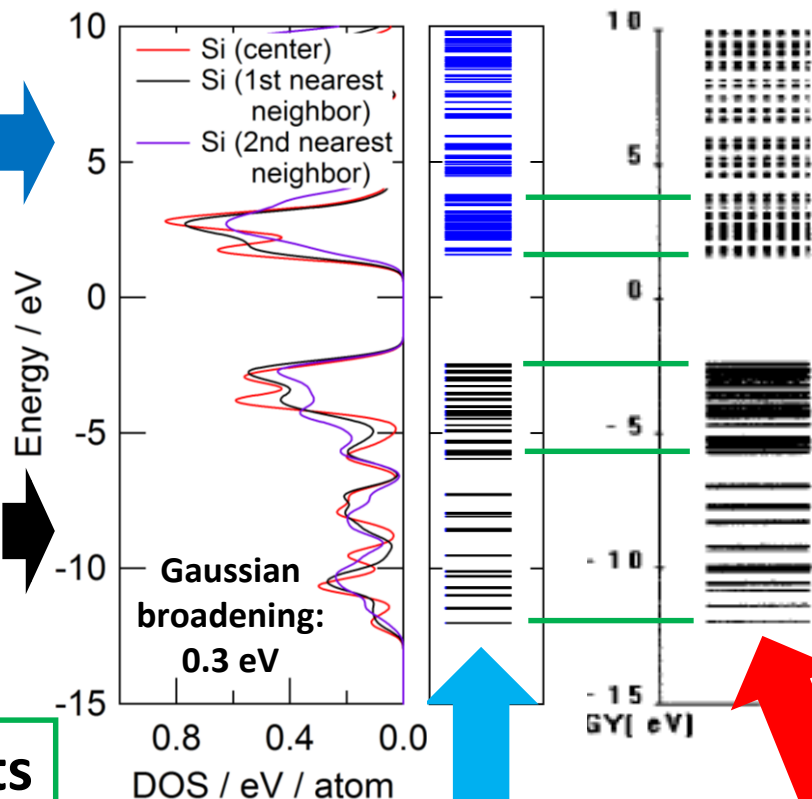 10
5
0
-5
-10
-15
Energy / eV
Si (center)
Si (1st nearest
neighbor)
Si (2nd nearest
neighbor)
Gaussian
broadening:
0.3 eV
0.8 0.4 0.0
DOS / eV / atom
10
5
0
- 5
- 10
- 15
GY[ eV]
ts